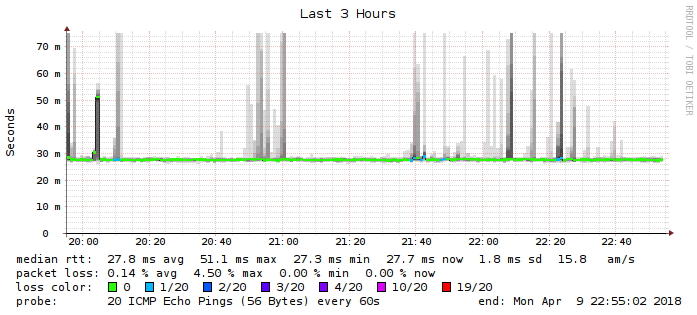 Last 3 Hours
RRDTOOL / TOBI OETIKER
Seconds
70 m
60 m
50 m
40 m
30 m
20 m
10 m
0
20:00 20:20 20:40 21:00 21:20 21:40 22:00 22:20 22:40
median rtt: 27.8 ms avg 51.1 ms max 27.3 ms min 27.7 ms now 1.8 ms sd 15.8 am/s
packet loss: 0.14 % avg 4.50 % max 0.00 % min 0.00 % now
loss color: 0 1/20 2/20 3/20 4/20 10/20 19/20
probe: 20 ICMP Echo Pings (56 Bytes) every 60s end: Mon Apr 9 22:55:02 2018